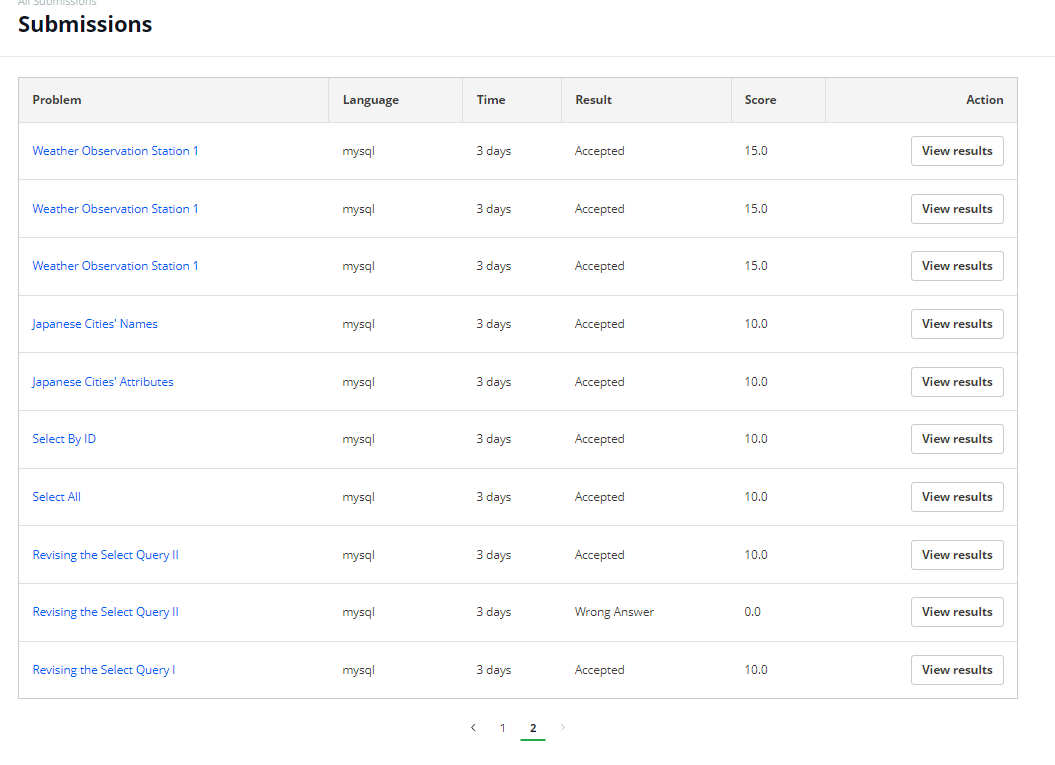 All Submissions
Submissions
Problem Language Time Result Score Action
Weather Observation Station 1 mysql 3 days Accepted 15.0 View results
Weather Observation Station 1 mysql 3 days Accepted 15.0 View results
Weather Observation Station 1 mysql 3 days Accepted 15.0 View results
Japanese Cities' Names mysql 3 days Accepted 10.0 View results
Japanese Cities' Attributes mysql 3 days Accepted 10.0 View results
Select By ID mysql 3 days Accepted 10.0 View results
Select All mysql 3 days Accepted 10.0 View results
Revising the Select Query II mysql 3 days Accepted 10.0 View results
Revising the Select Query II mysql 3 days Wrong Answer 0.0 View results
Revising the Select Query I mysql 3 days Accepted 10.0 View results
1 2